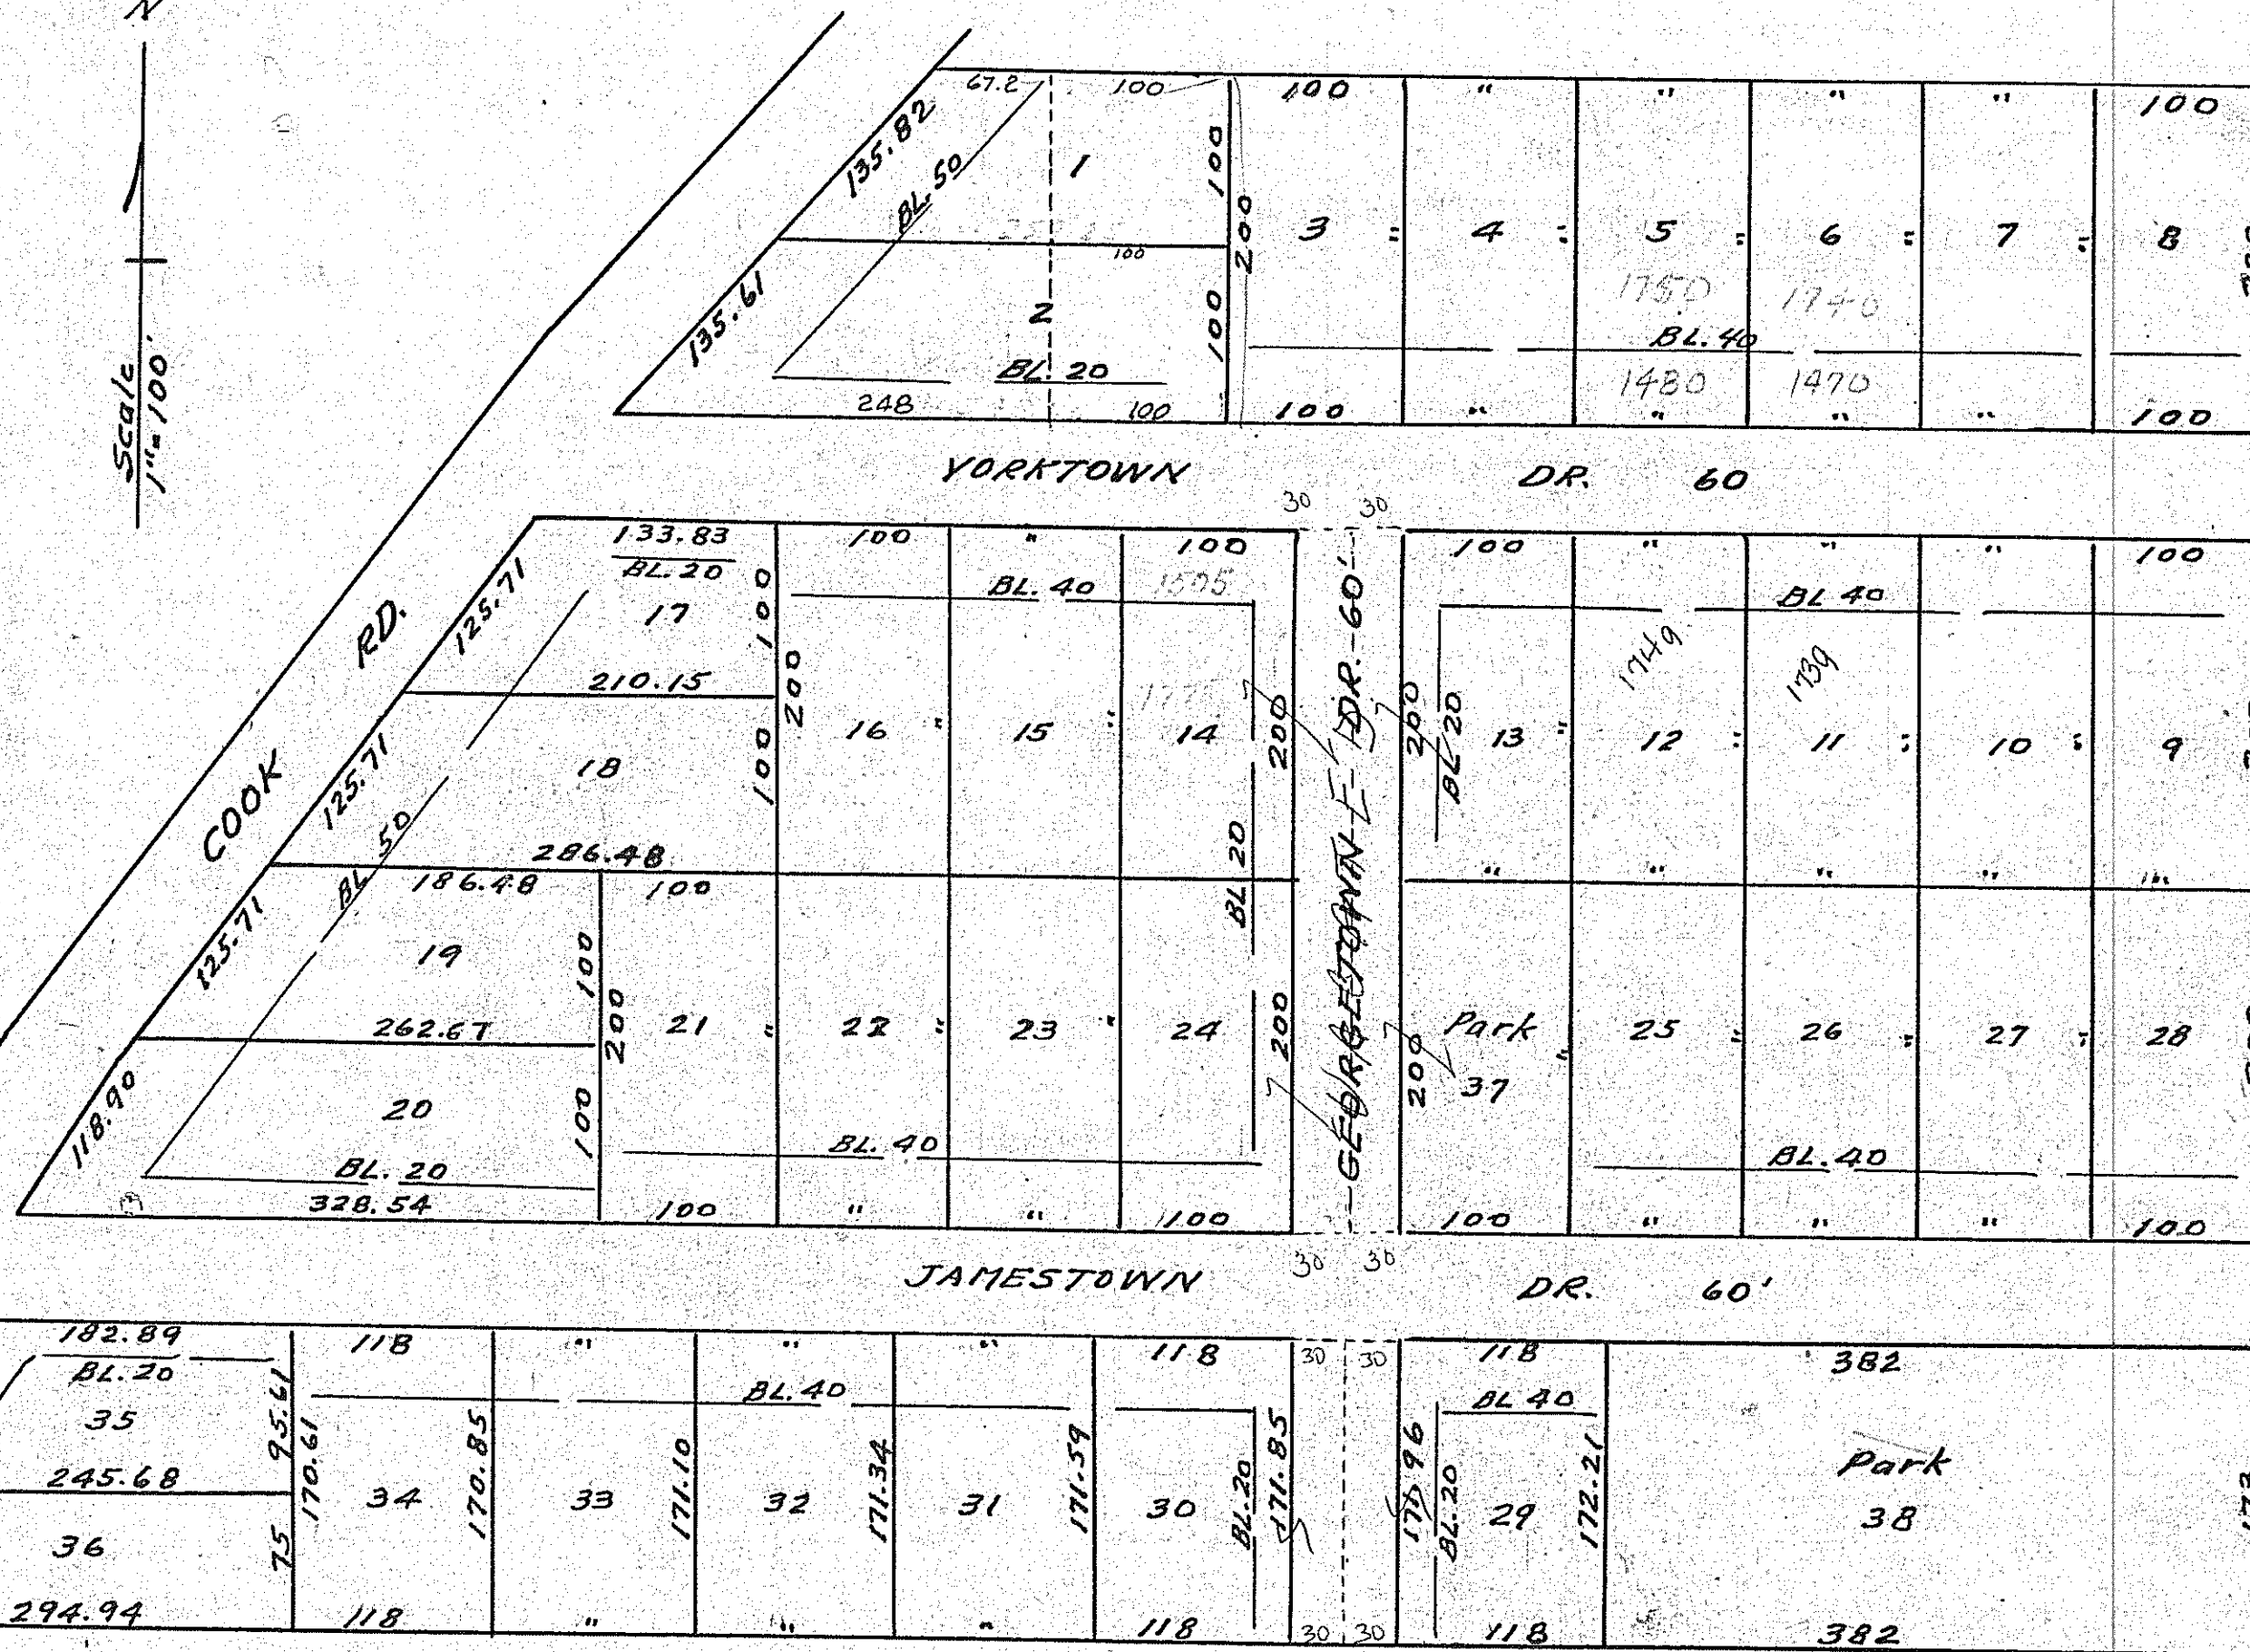 N
Scale
1"=100'
67.2 100 100 " " " " 100
135.82
BL. 50
1 100
200
3 " 4 " 5 " 6 " 7 " 8
100
135.61
2 100
1750 1740
BL. 40
BL. 20
1480 1470
248 100 100 " " " " 100
YORKTOWN DR. 60
30 30
133.83 100 " 100 100 " " " 100
BL. 20 BL. 40 BL 40
125.71
17 100
1749 1739
COOK RD.
210.15
200
16 " 15 " 14 200
GEORGETOWN DR. 60'
200 BL 20 13 " 12 " 11 " 10 " 9
18 100
125.71
BL 50
BL 20
286.48
186.48 100 " " " " "
125.71
19 100
262.67
200
21 " 22 " 23 " 24 200
200 Park " 25 " 26 " 27 " 28
37
118.90
20 100
BL. 40 BL. 40
BL. 20
328.54 100 " " 100 100 " " " 100
30 30
JAMESTOWN DR. 60'
182.89 118 " " " 118 30 30 118 382
BL. 20 BL. 40 BL 40
35 95.61
245.68
170.61 34 170.85 33 171.10 32 171.34 31 171.59 30 BL. 20 171.85
BL. 20 29 172.21
Park
38
36 75
294.94 118 " " " 118 30 30 118 382